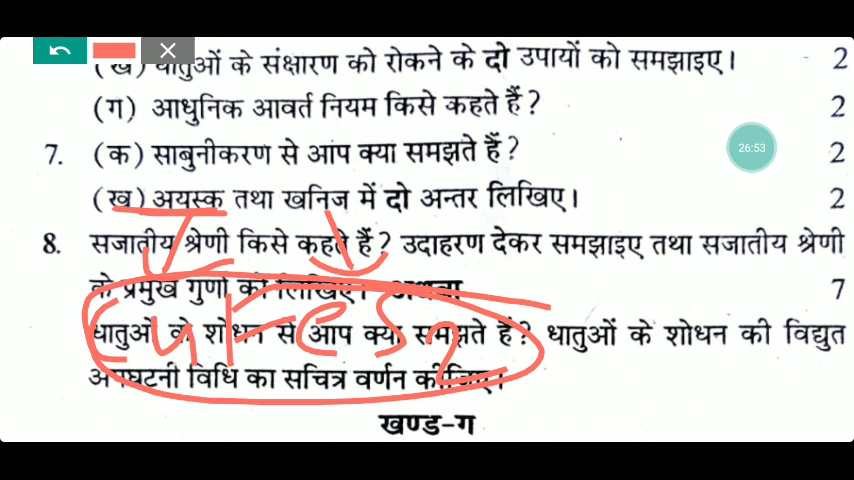 (ख) धातुओं के संक्षारण को रोकने के दो उपायों को समझाइए। 2
(ग) आधुनिक आवर्त नियम किसे कहते हैं? 2
26:53
7. (क) साबुनीकरण से आप क्या समझते हैं? 2
(ख) अयस्क तथा खनिज में दो अन्तर लिखिए। 2
8. सजातीय श्रेणी किसे कहते हैं? उदाहरण देकर समझाइए तथा सजातीय श्रेणी
के प्रमुख गुणों को लिखिए। अथवा 7
CuFeS2
धातुओं के शोधन से आप क्या समझते हैं? धातुओं के शोधन की विद्युत
अपघटनी विधि का सचित्र वर्णन कीजिए।
खण्ड-ग